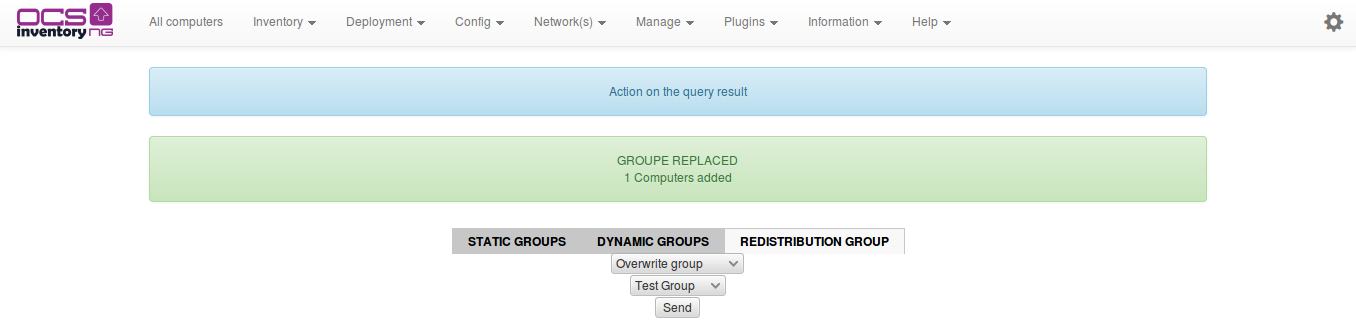 OCS
inventory NG
All computers Inventory Deployment Config Network(s) Manage Plugins Information Help
Action on the query result
GROUPE REPLACED
1 Computers added
STATIC GROUPS DYNAMIC GROUPS REDISTRIBUTION GROUP
Overwrite group
Test Group
Send